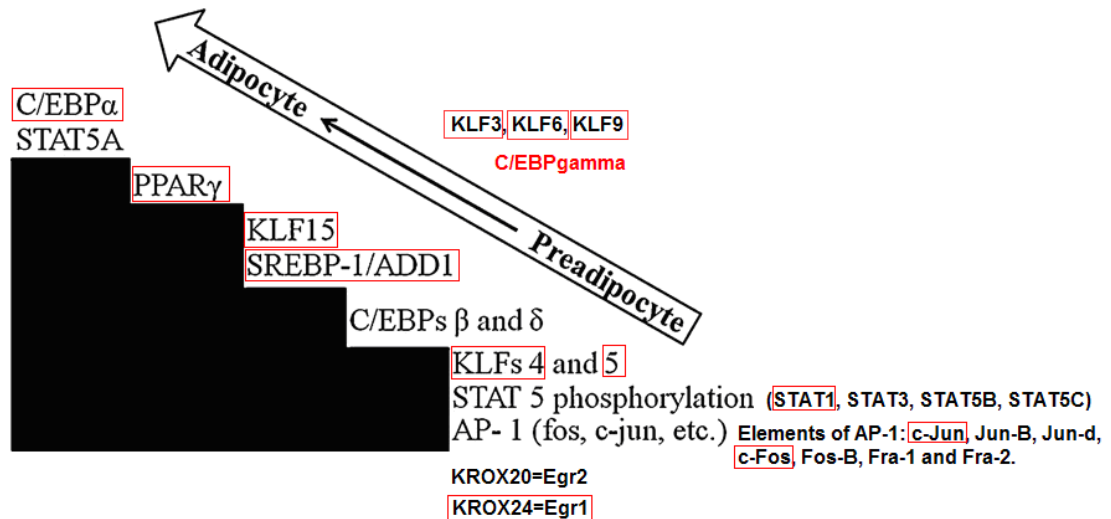 Adipocyte
Preadipocyte
C/EBPα
STAT5A
KLF3, KLF6, KLF9
C/EBPgamma
PPARγ
KLF15
SREBP-1/ADD1
C/EBPs β and δ
KLFs 4 and 5
STAT 5 phosphorylation (STAT1, STAT3, STAT5B, STAT5C)
AP- 1 (fos, c-jun, etc.) Elements of AP-1: c-Jun, Jun-B, Jun-d,
c-Fos, Fos-B, Fra-1 and Fra-2.
KROX20=Egr2
KROX24=Egr1